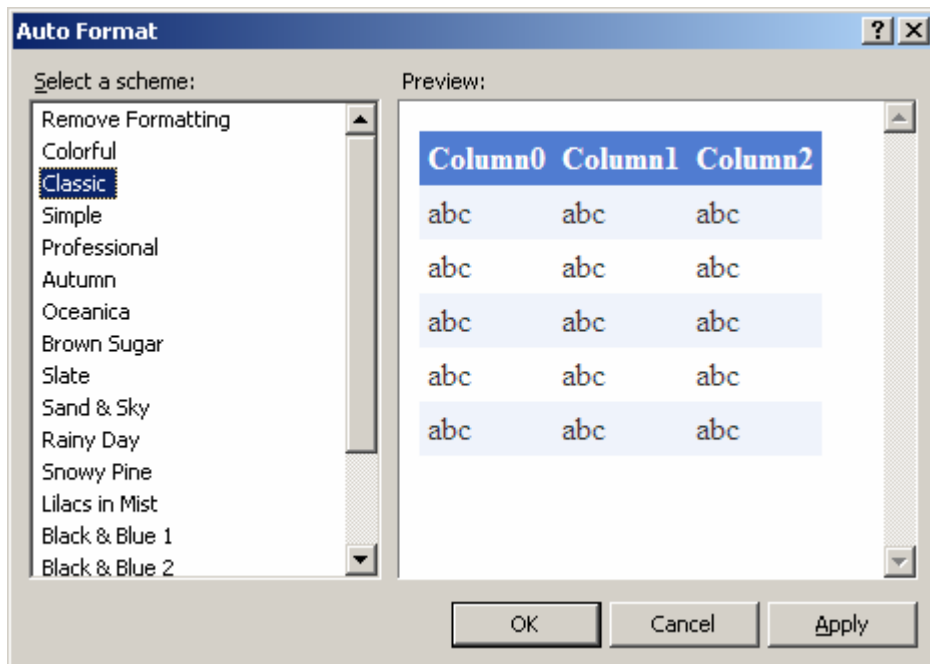 Auto Format
Select a scheme:
Preview:
Remove Formatting
Colorful
Classic
Simple
Professional
Autumn
Oceanica
Brown Sugar
Slate
Sand & Sky
Rainy Day
Snowy Pine
Lilacs in Mist
Black & Blue 1
Black & Blue 2
Column0 Column1 Column2
abc abc abc
abc abc abc
abc abc abc
abc abc abc
abc abc abc
OK Cancel Apply